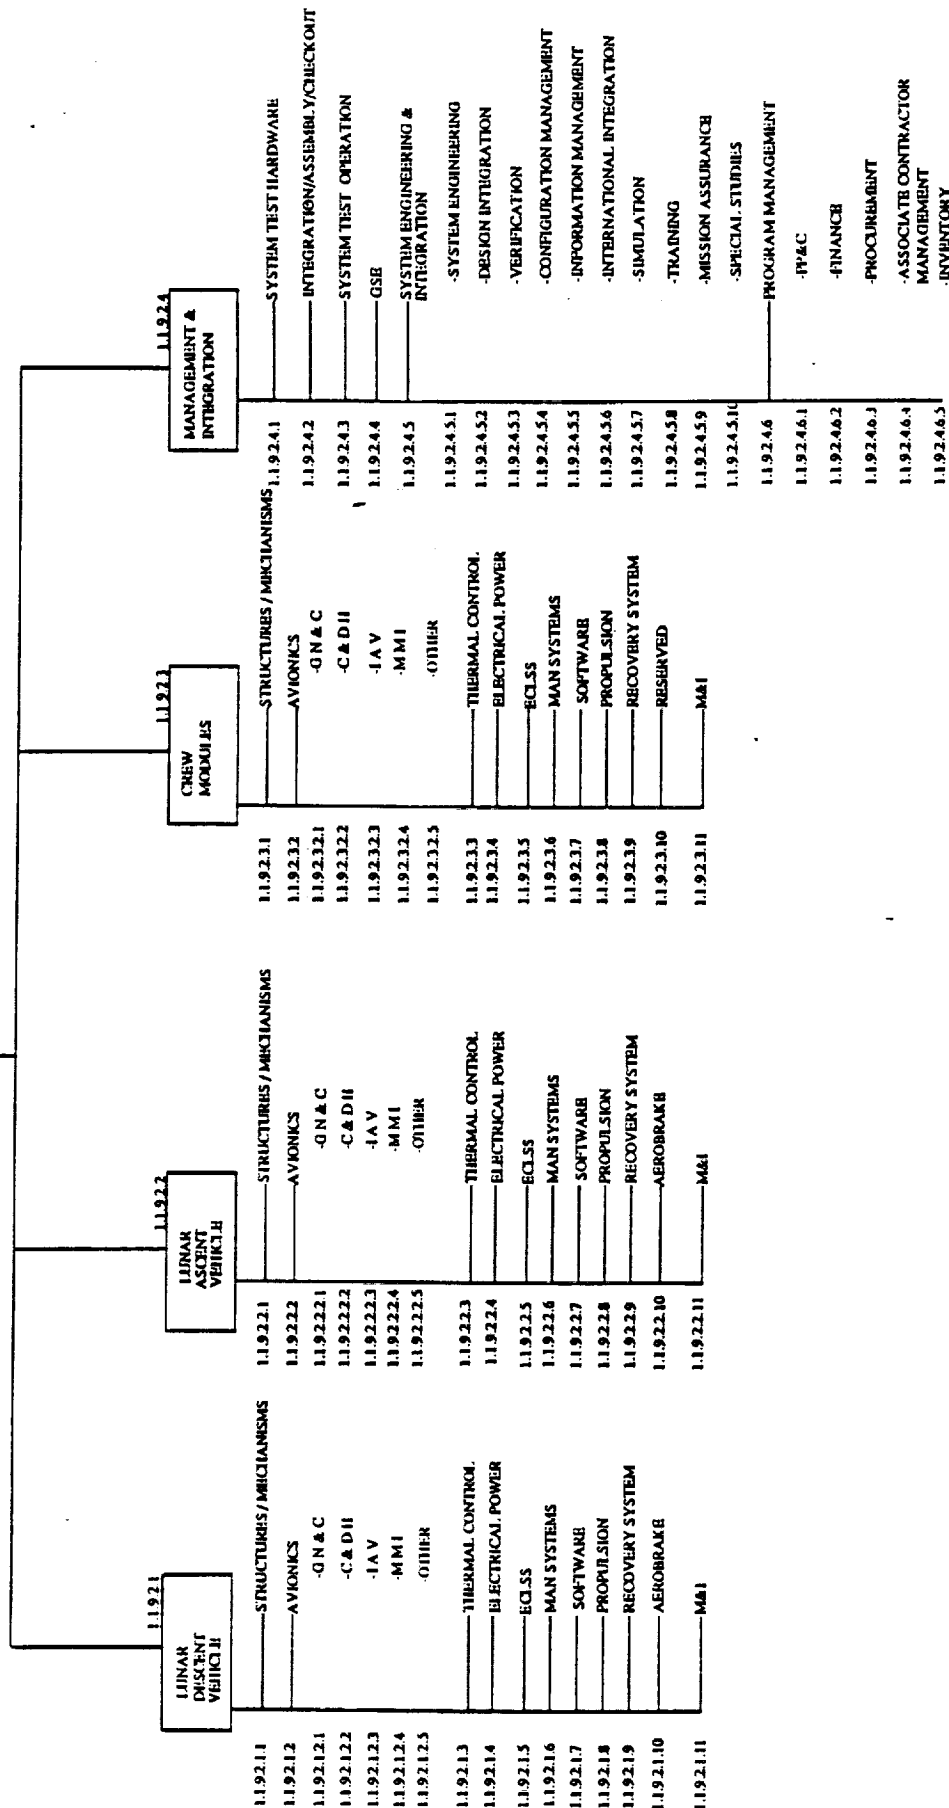 1.1.9.2.1
LUNAR
DESCENT
VEHICLE
1.1.9.2.1.1 STRUCTURES / MECHANISMS
1.1.9.2.1.2 AVIONICS
1.1.9.2.1.2.1 -GN & C
1.1.9.2.1.2.2 -C & DH
1.1.9.2.1.2.3 -IAV
1.1.9.2.1.2.4 -MMI
1.1.9.2.1.2.5 -OTHER
1.1.9.2.1.3 THERMAL CONTROL
1.1.9.2.1.4 ELECTRICAL POWER
1.1.9.2.1.5 ECLSS
1.1.9.2.1.6 MAN SYSTEMS
1.1.9.2.1.7 SOFTWARE
1.1.9.2.1.8 PROPULSION
1.1.9.2.1.9 RECOVERY SYSTEM
1.1.9.2.1.10 AEROBRAKE
1.1.9.2.1.11 M&I
1.1.9.2.2
LUNAR
ASCENT
VEHICLE
1.1.9.2.2.1 STRUCTURES / MECHANISMS
1.1.9.2.2.2 AVIONICS
1.1.9.2.2.2.1 -GN & C
1.1.9.2.2.2.2 -C & DH
1.1.9.2.2.2.3 -IAV
1.1.9.2.2.2.4 -MMI
1.1.9.2.2.2.5 -OTHER
1.1.9.2.2.3 THERMAL CONTROL
1.1.9.2.2.4 ELECTRICAL POWER
1.1.9.2.2.5 ECLSS
1.1.9.2.2.6 MAN SYSTEMS
1.1.9.2.2.7 SOFTWARE
1.1.9.2.2.8 PROPULSION
1.1.9.2.2.9 RECOVERY SYSTEM
1.1.9.2.2.10 AEROBRAKE
1.1.9.2.2.11 M&I
1.1.9.2.3
CREW
MODULES
1.1.9.2.3.1 STRUCTURES / MECHANISMS
1.1.9.2.3.2 AVIONICS
1.1.9.2.3.2.1 -GN & C
1.1.9.2.3.2.2 -C & DH
1.1.9.2.3.2.3 -IAV
1.1.9.2.3.2.4 -MMI
1.1.9.2.3.2.5 -OTHER
1.1.9.2.3.3 THERMAL CONTROL
1.1.9.2.3.4 ELECTRICAL POWER
1.1.9.2.3.5 ECLSS
1.1.9.2.3.6 MAN SYSTEMS
1.1.9.2.3.7 SOFTWARE
1.1.9.2.3.8 PROPULSION
1.1.9.2.3.9 RECOVERY SYSTEM
1.1.9.2.3.10 RESERVED
1.1.9.2.3.11 M&I
1.1.9.2.4
MANAGEMENT &
INTEGRATION
1.1.9.2.4.1 SYSTEM TEST HARDWARE
1.1.9.2.4.2 INTEGRATION/ASSEMBLY/CHECKOUT
1.1.9.2.4.3 SYSTEM TEST OPERATION
1.1.9.2.4.4 GSE
1.1.9.2.4.5 SYSTEM ENGINEERING &
INTEGRATION
1.1.9.2.4.5.1 -SYSTEM ENGINEERING
1.1.9.2.4.5.2 -DESIGN INTEGRATION
1.1.9.2.4.5.3 -VERIFICATION
1.1.9.2.4.5.4 -CONFIGURATION MANAGEMENT
1.1.9.2.4.5.5 -INFORMATION MANAGEMENT
1.1.9.2.4.5.6 -INTERNATIONAL INTEGRATION
1.1.9.2.4.5.7 -SIMULATION
1.1.9.2.4.5.8 -TRAINING
1.1.9.2.4.5.9 -MISSION ASSURANCE
1.1.9.2.4.5.10 -SPECIAL STUDIES
1.1.9.2.4.6 PROGRAM MANAGEMENT
1.1.9.2.4.6.1 -PP&C
1.1.9.2.4.6.2 -FINANCE
1.1.9.2.4.6.3 -PROCUREMENT
1.1.9.2.4.6.4 -ASSOCIATE CONTRACTOR
MANAGEMENT
1.1.9.2.4.6.5 -INVENTORY